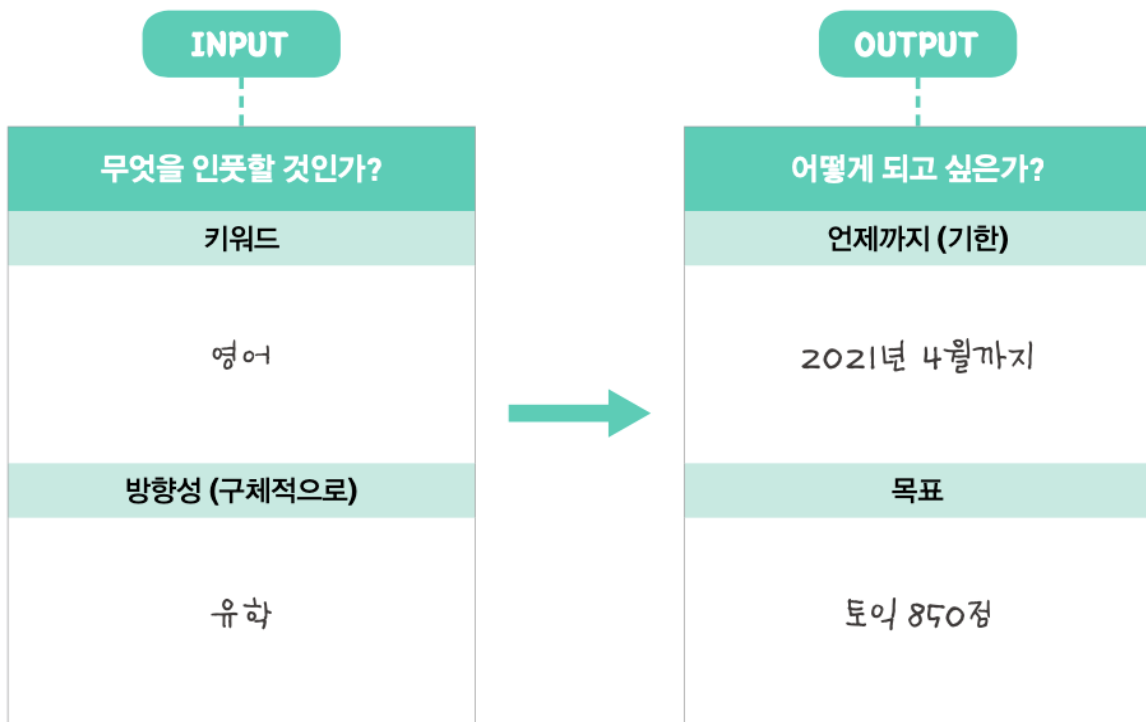 INPUT
무엇을 인풋할 것인가?
키워드
영어
방향성 (구체적으로)
유학
OUTPUT
어떻게 되고 싶은가?
언제까지 (기한)
2021년 4월까지
목표
토익 850점